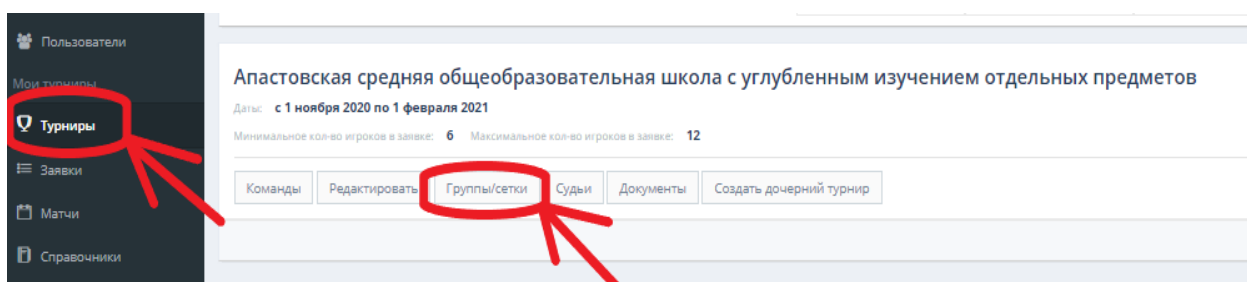 Пользователи
Мои турниры
Турниры
Заявки
Матчи
Справочники
Апастовская средняя общеобразовательная школа с углубленным изучением отдельных предметов
Даты: с 1 ноября 2020 по 1 февраля 2021
Минимальное кол-во игроков в заявке: 6 Максимальное кол-во игроков в заявке: 12
Команды Редактировать Группы/сетки Судьи Документы Создать дочерний турнир